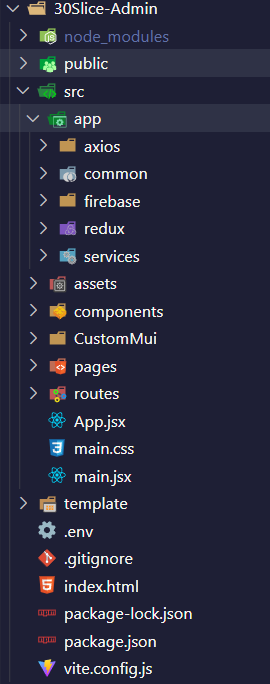 30Slice-Admin
node_modules
public
src
app
axios
common
firebase
redux
services
assets
components
CustomMui
pages
routes
App.jsx
main.css
main.jsx
template
.env
.gitignore
index.html
package-lock.json
package.json
vite.config.js